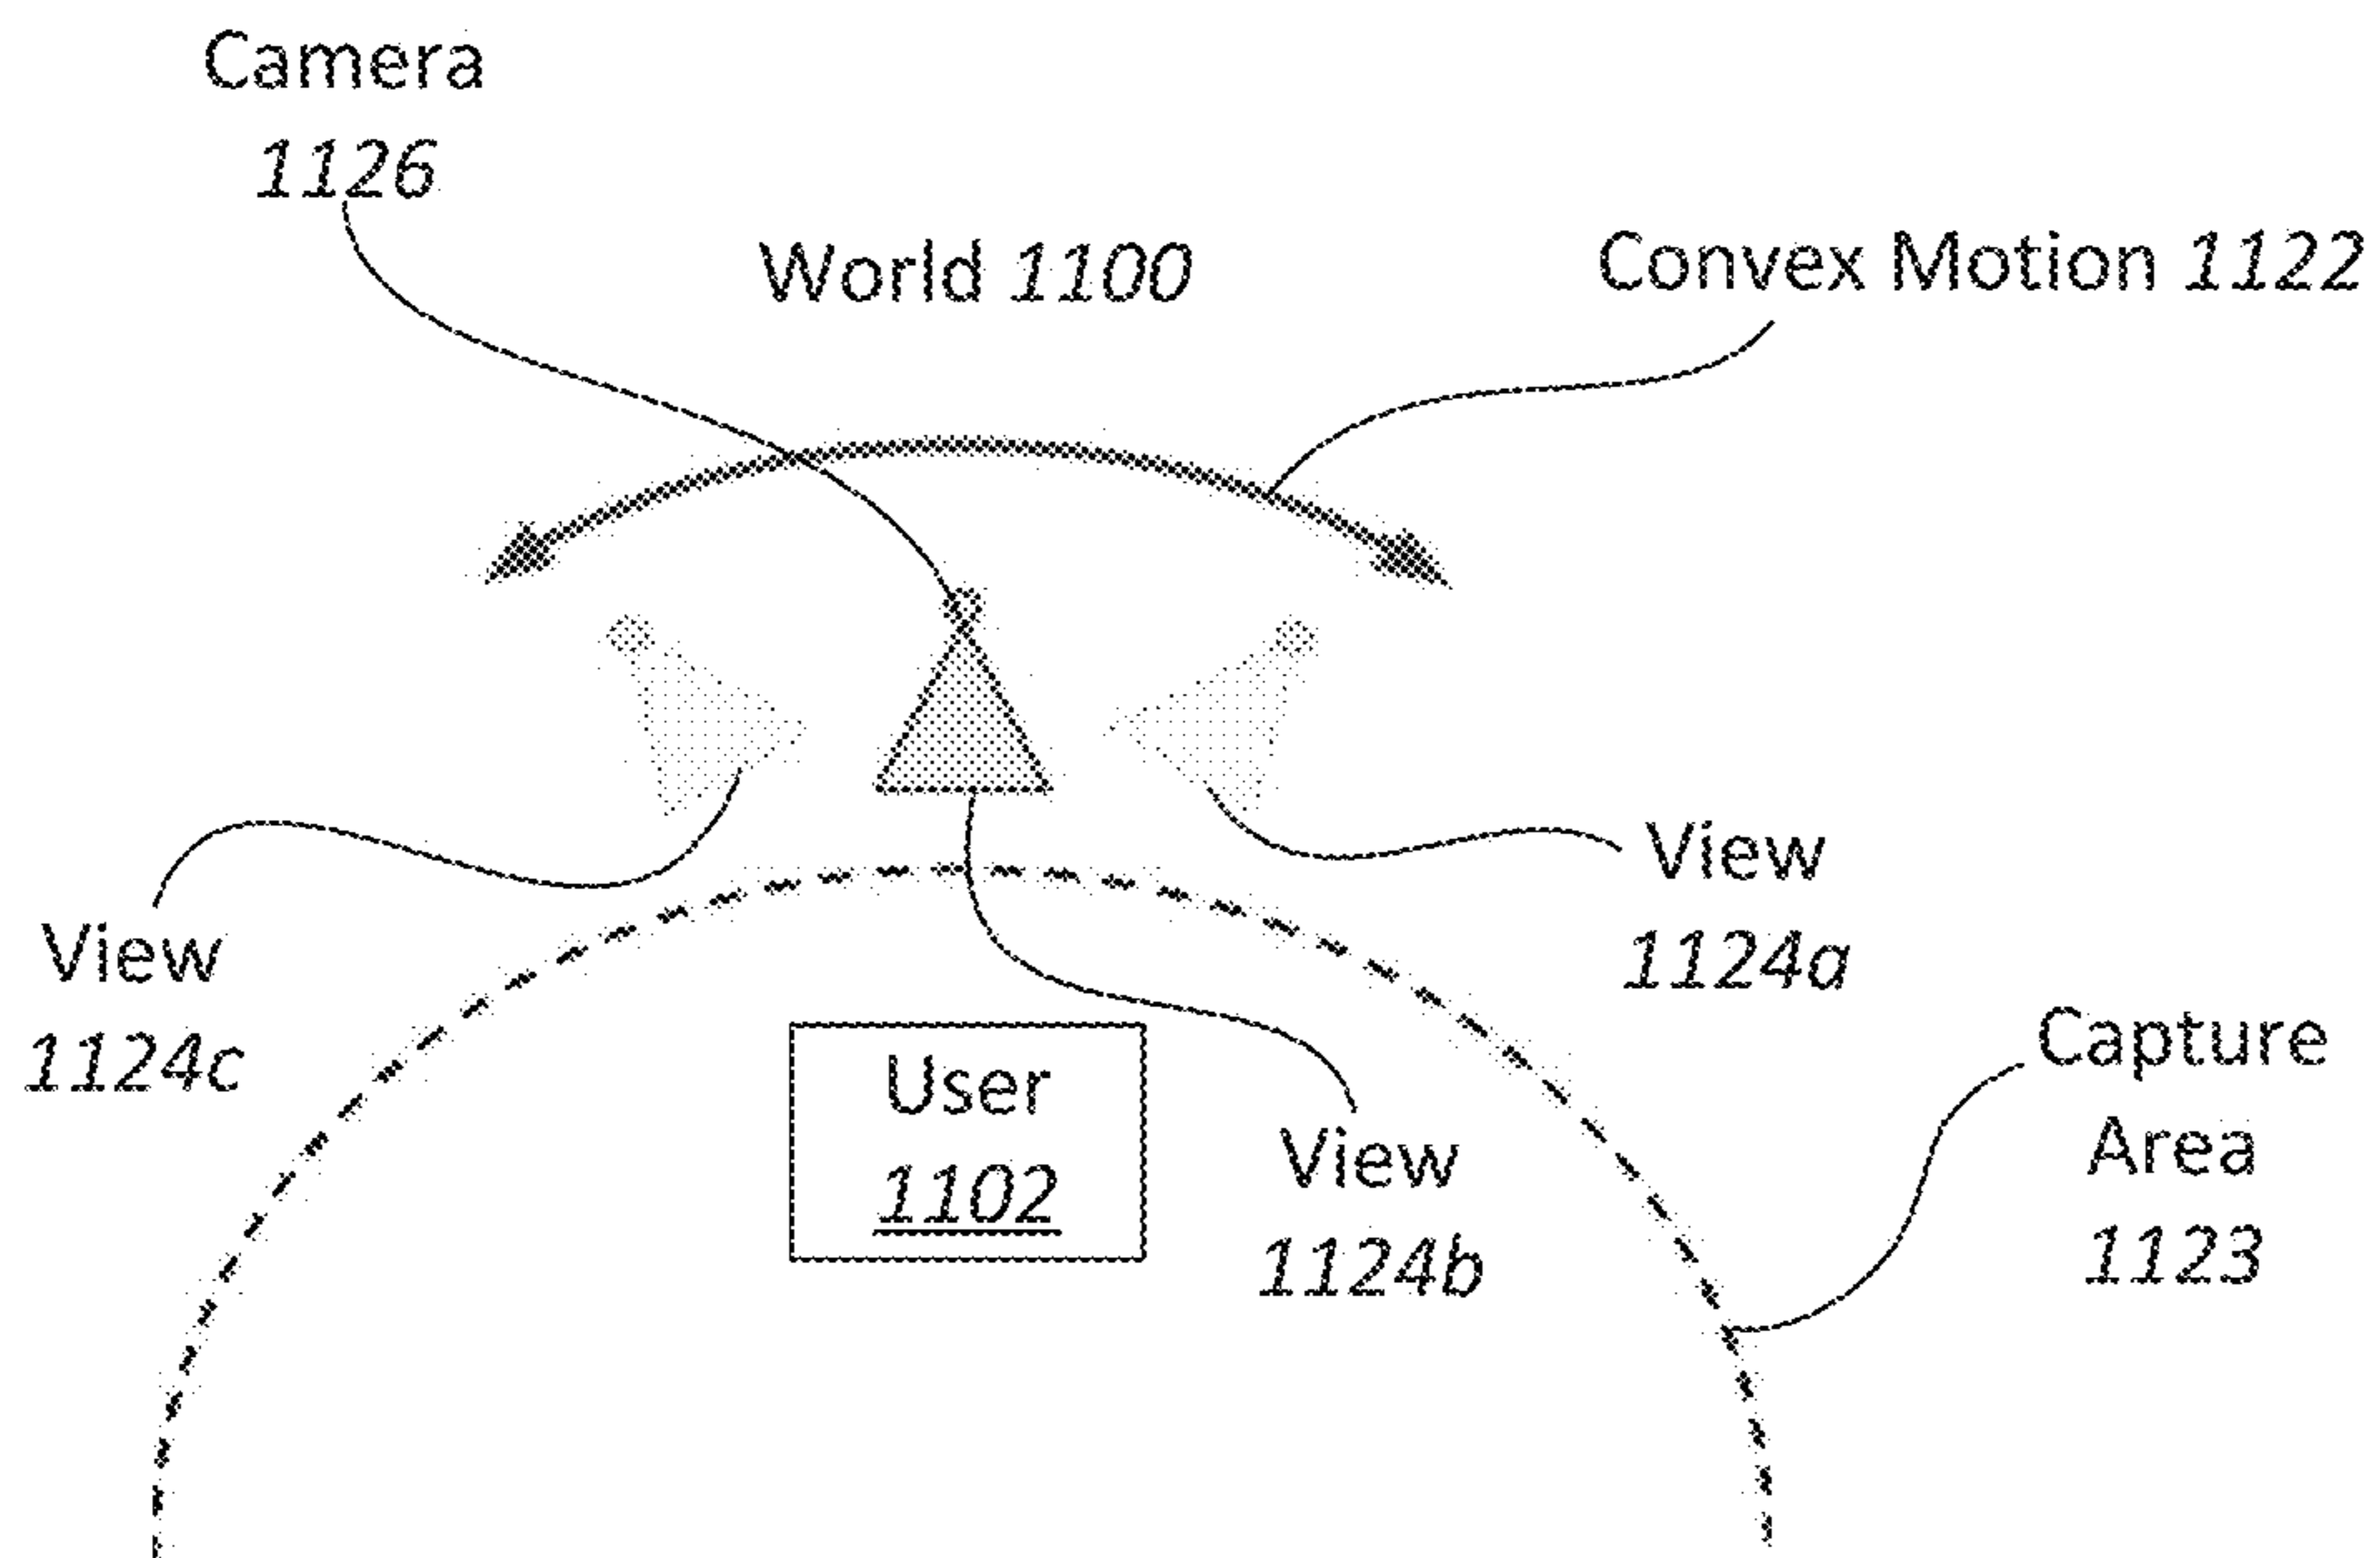 Camera
1126
World 1100
Convex Motion 1122
View
1124a
View
1124c
Capture
Area
1123
User
1102
View
1124b